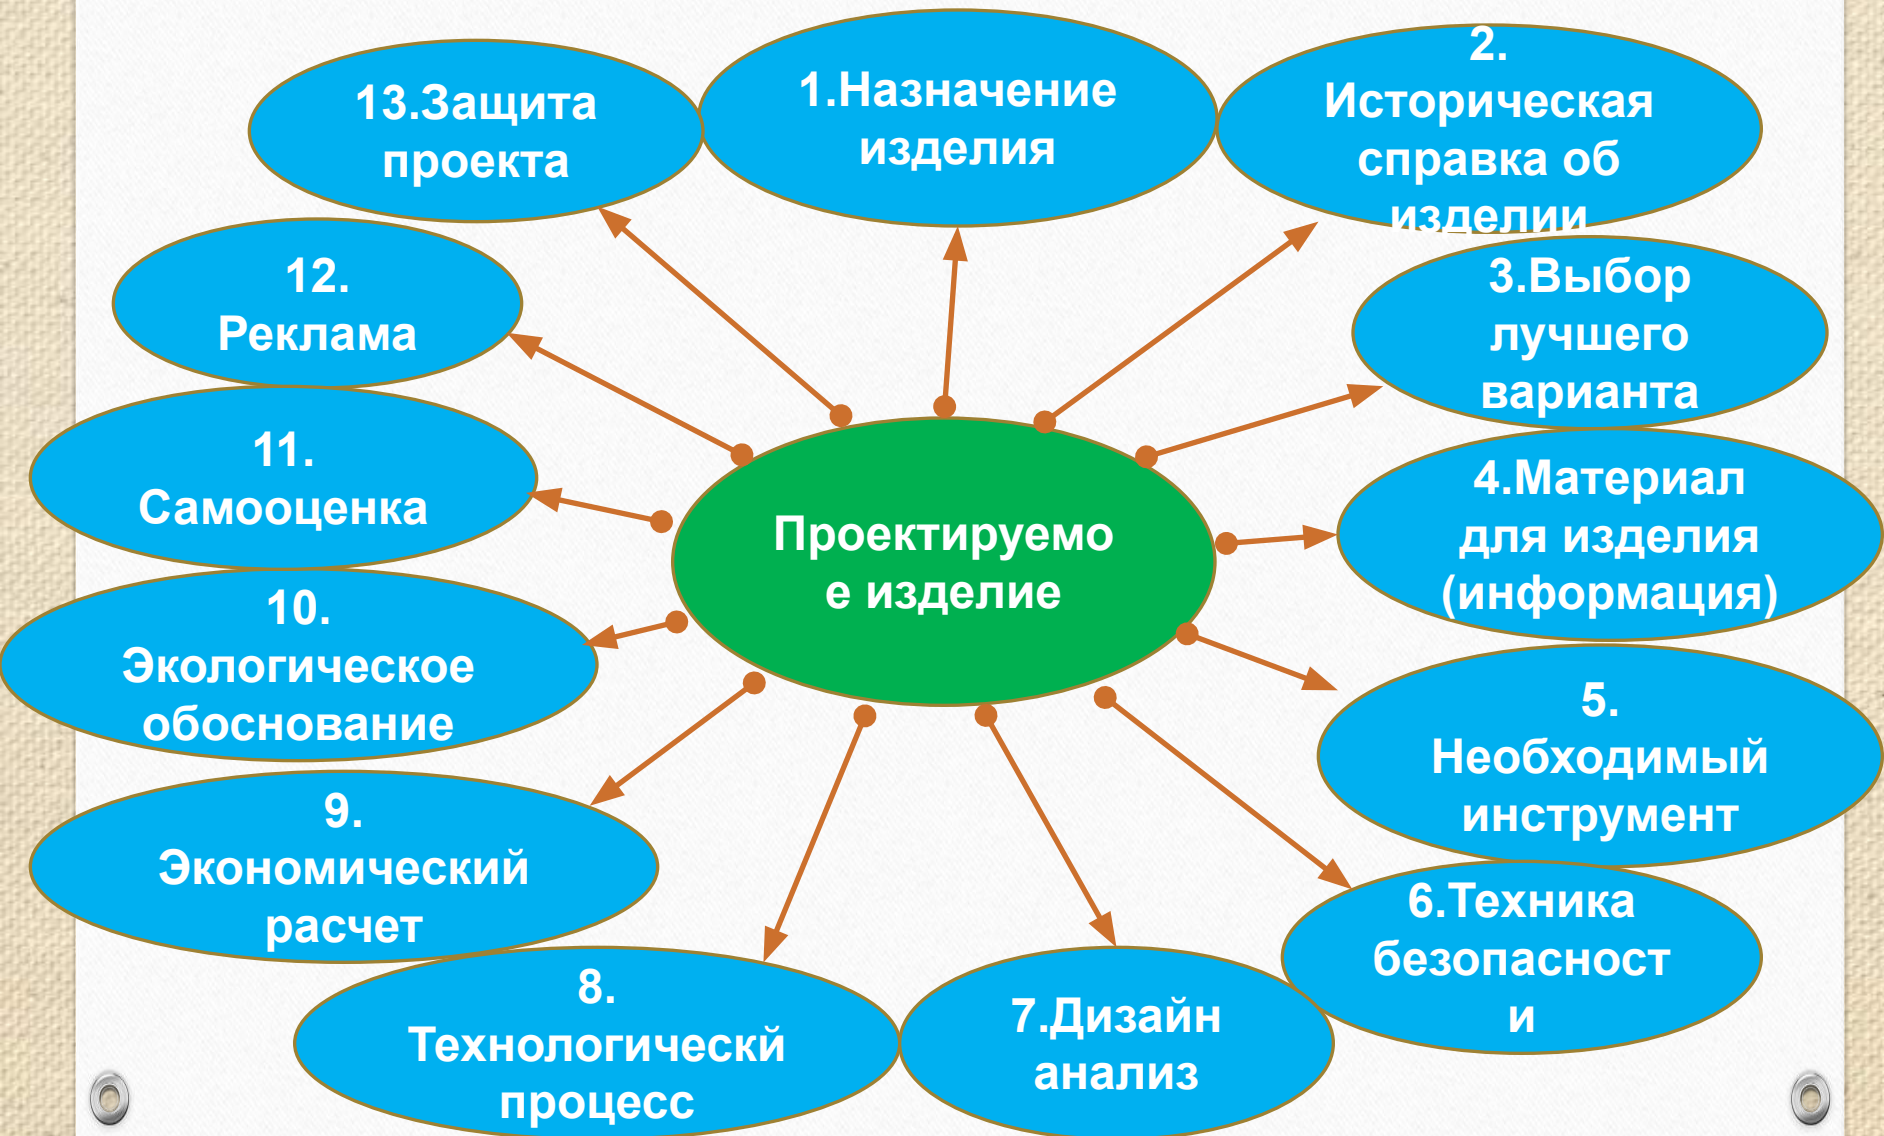 13.Защита
проекта
1.Назначение
изделия
2.
Историческая
справка об
изделии
12.
Реклама
3.Выбор
лучшего
варианта
11.
Самооценка
4.Материал
для изделия
(информация)
Проектируемо
е изделие
10.
Экологическое
обоснование
5.
Необходимый
инструмент
9.
Экономический
расчет
6.Техника
безопасност
и
8.
Технологическй
процесс
7.Дизайн
анализ